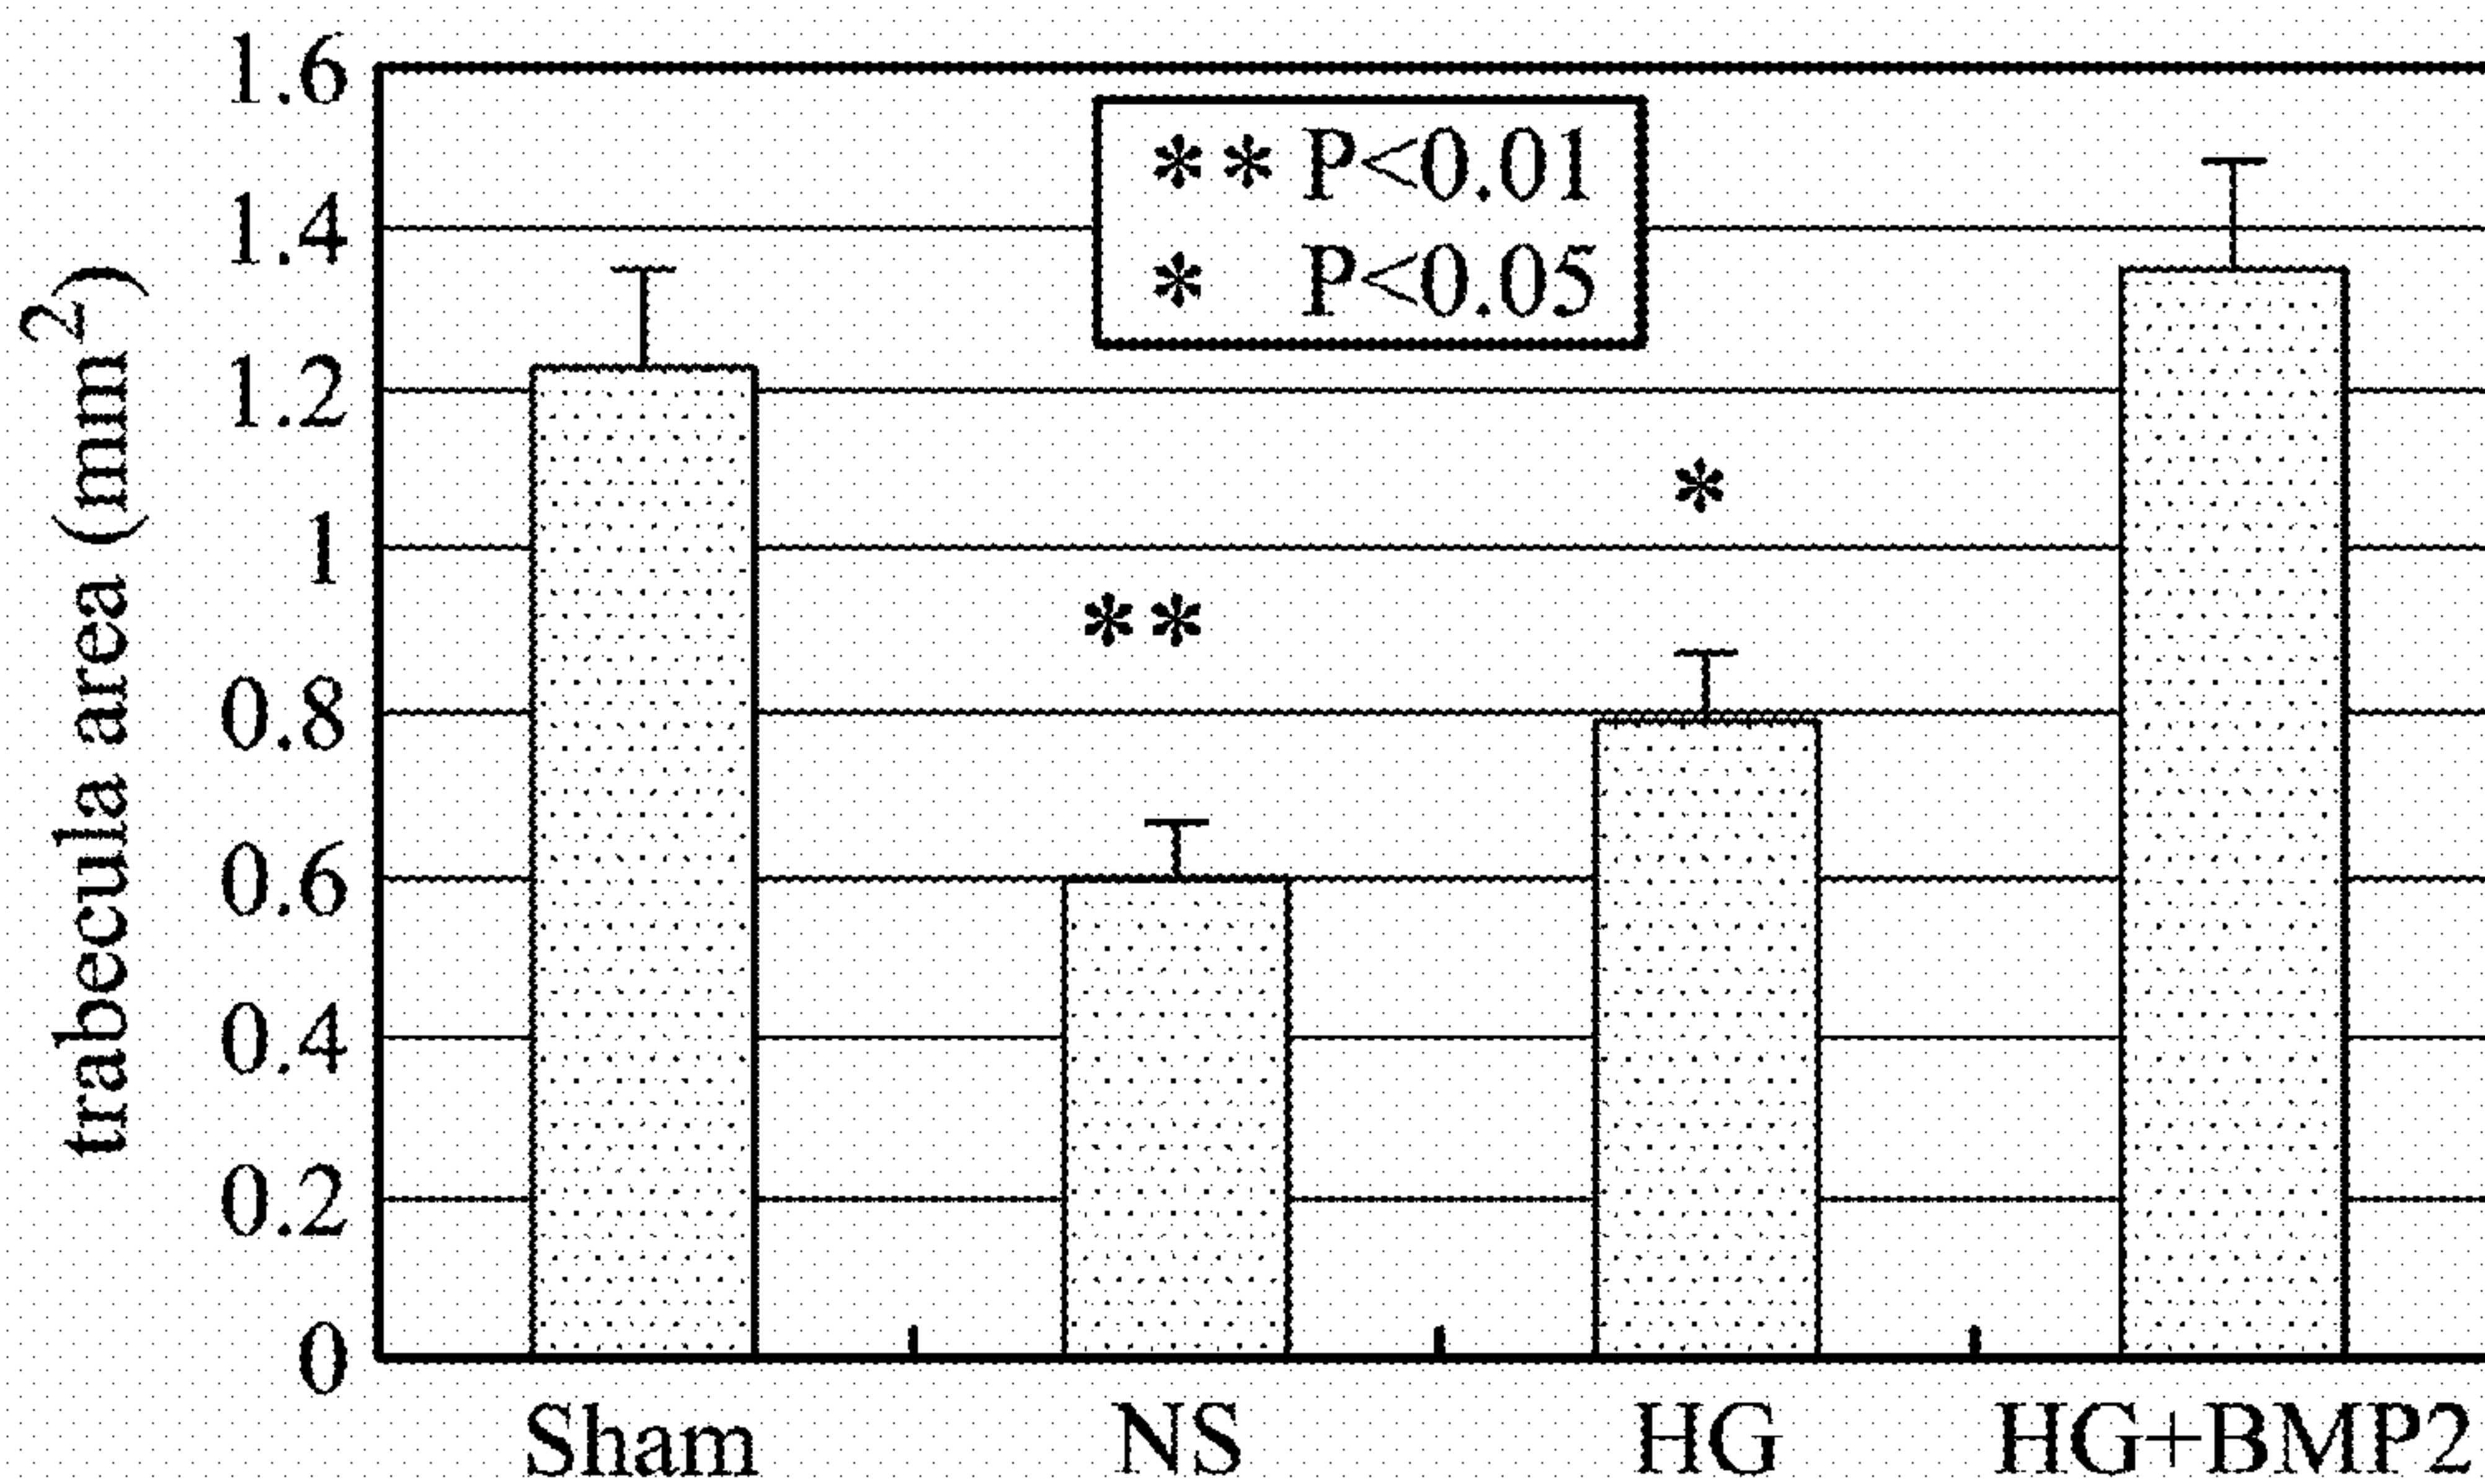 trabecula area (mm²)
1.6
1.4
1.2
1
0.8
0.6
0.4
0.2
0
** P<0.01
* P<0.05
*
**
Sham NS HG HG+BMP2